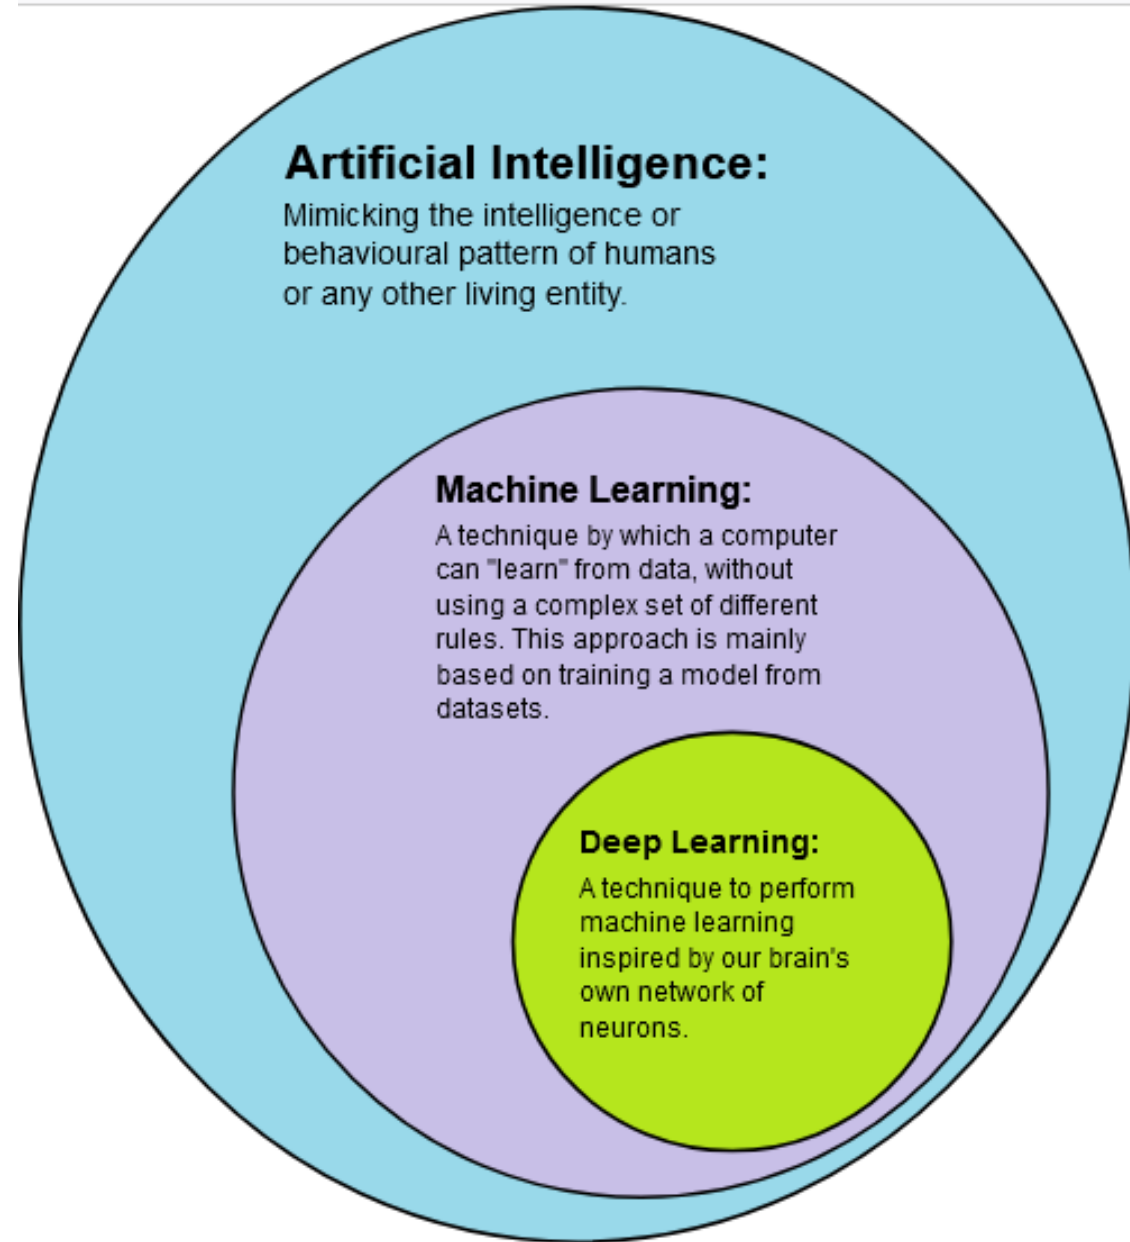 Artificial Intelligence:
Mimicking the intelligence or
behavioural pattern of humans
or any other living entity.
Machine Learning:
A technique by which a computer
can "learn" from data, without
using a complex set of different
rules. This approach is mainly
based on training a model from
datasets.
Deep Learning:
A technique to perform
machine learning
inspired by our brain's
own network of
neurons.